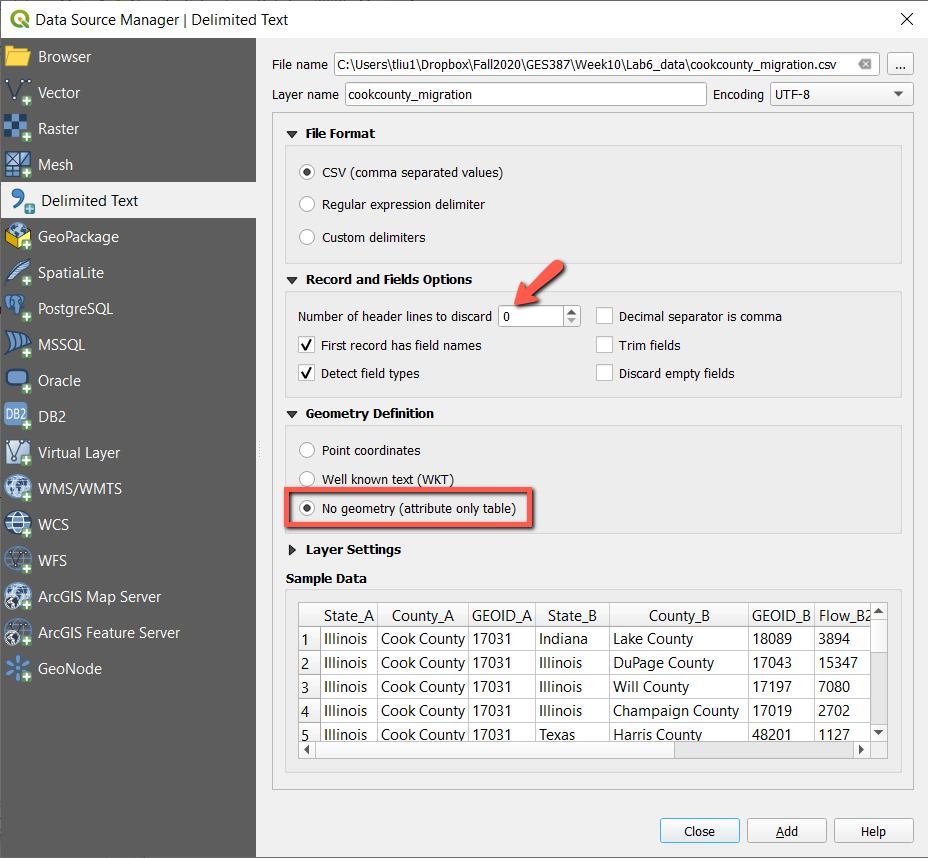 Data Source Manager | Delimited Text
Browser
Vector
Raster
Mesh
Delimited Text
GeoPackage
SpatiaLite
PostgreSQL
MSSQL
Oracle
DB2 DB2
Virtual Layer
WMS/WMTS
WCS
WFS
ArcGIS Map Server
ArcGIS Feature Server
GeoNode
File name C:\Users\tliu1\Dropbox\Fall2020\GES387\Week10\Lab6_data\cookcounty_migration.csv ...
Layer name cookcounty_migration Encoding UTF-8
File Format
CSV (comma separated values)
Regular expression delimiter
Custom delimiters
Record and Fields Options
Number of header lines to discard 0 Decimal separator is comma
First record has field names Trim fields
Detect field types Discard empty fields
Geometry Definition
Point coordinates
Well known text (WKT)
No geometry (attribute only table)
Layer Settings
Sample Data
State_A County_A GEOID_A State_B County_B GEOID_B Flow_B2
1 Illinois Cook County 17031 Indiana Lake County 18089 3894
2 Illinois Cook County 17031 Illinois DuPage County 17043 15347
3 Illinois Cook County 17031 Illinois Will County 17197 7080
4 Illinois Cook County 17031 Illinois Champaign County 17019 2702
5 Illinois Cook County 17031 Texas Harris County 48201 1127
Close Add Help